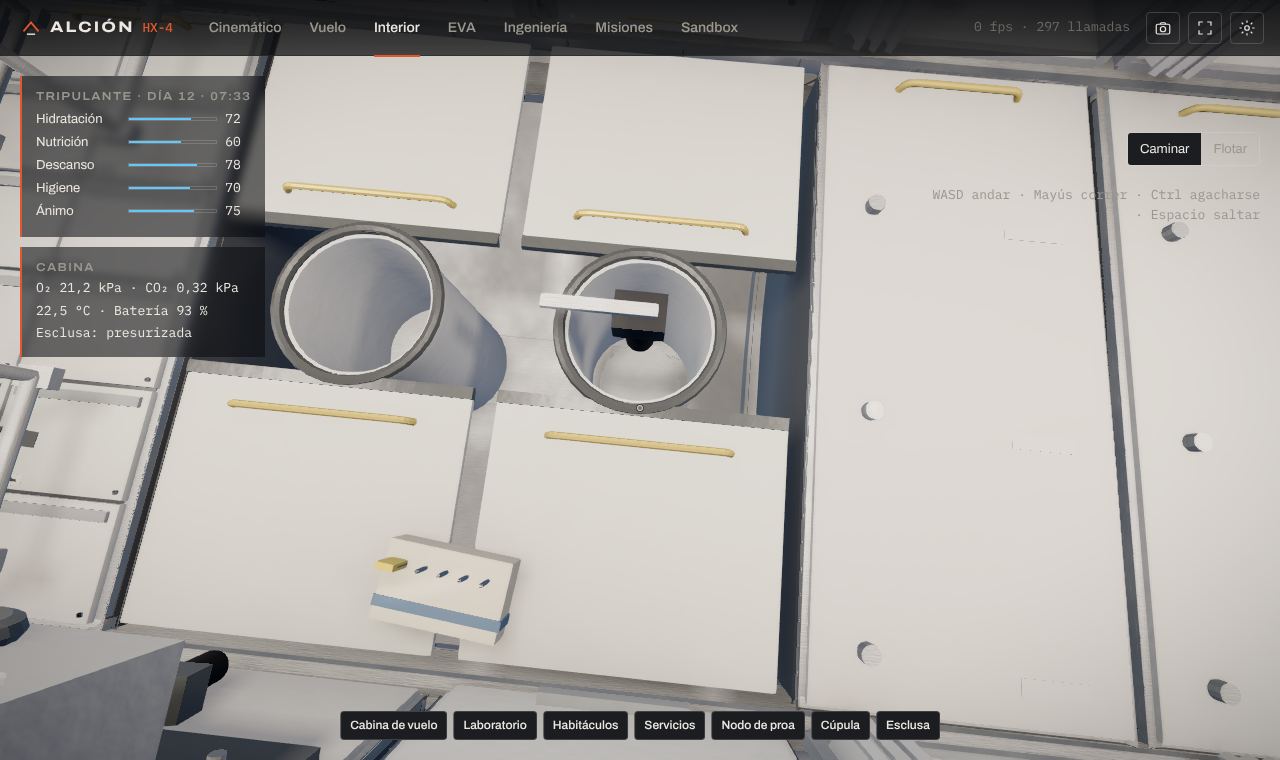 ALCIÓN HX-4 Cinemático Vuelo Interior EVA Ingeniería Misiones Sandbox 0 fps · 297 llamadas
TRIPULANTE · DÍA 12 · 07:33
Hidratación 72
Nutrición 60
Descanso 78
Higiene 70
Ánimo 75
CABINA
O₂ 21,2 kPa · CO₂ 0,32 kPa
22,5 °C · Batería 93 %
Esclusa: presurizada
Caminar Flotar
WASD andar · Mayús correr · Ctrl agacharse
· Espacio saltar
Cabina de vuelo Laboratorio Habitáculos Servicios Nodo de proa Cúpula Esclusa